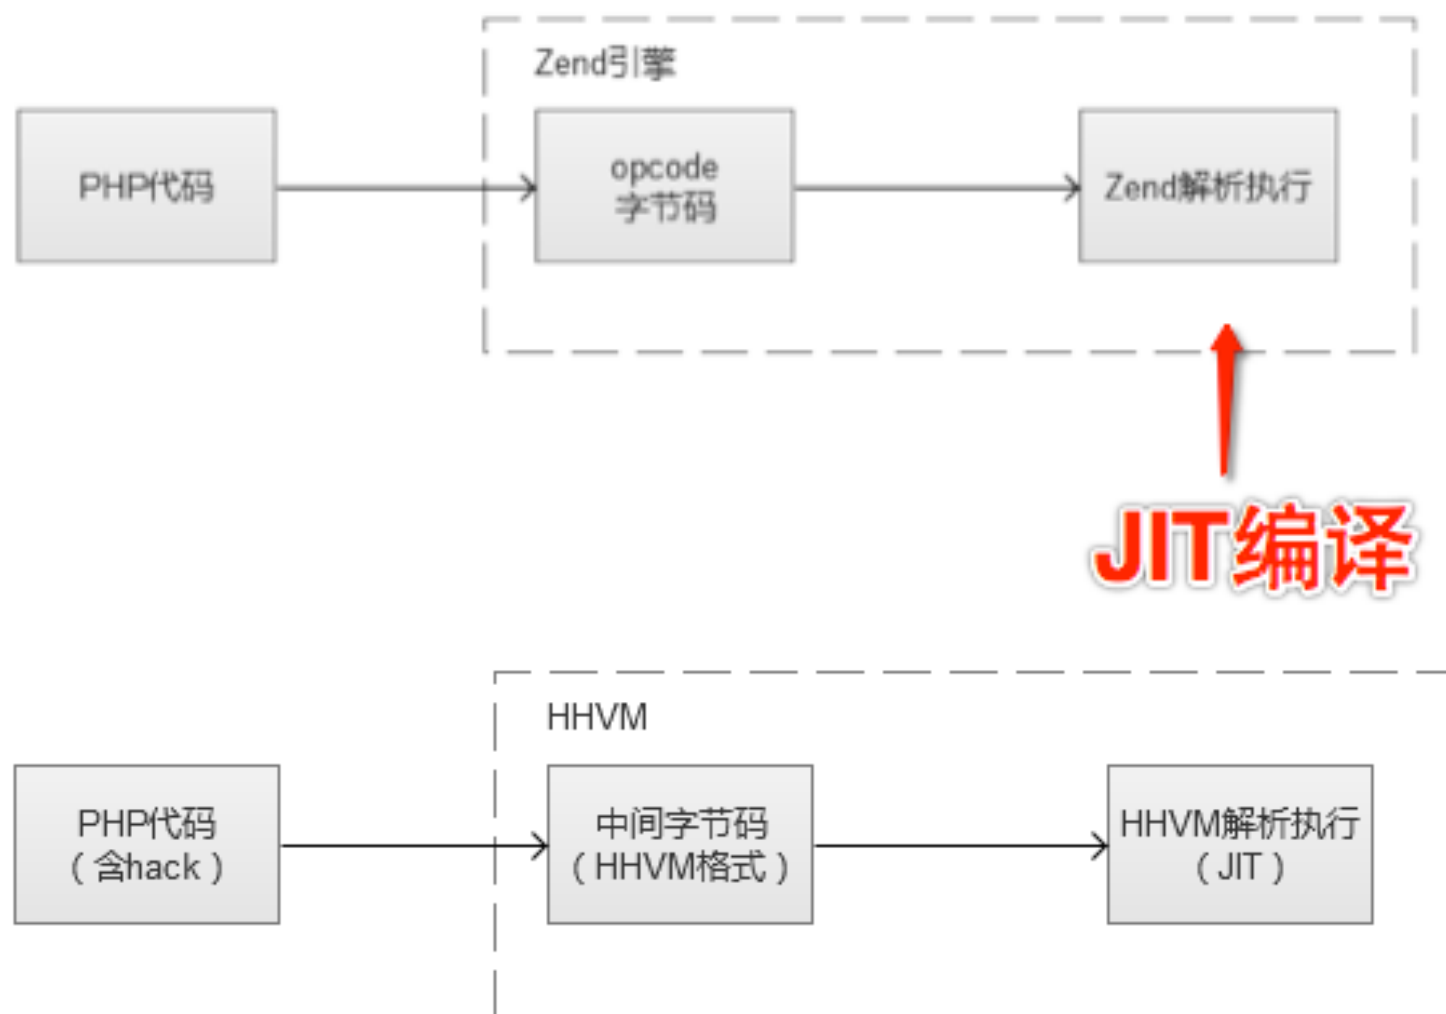 Zend引擎
PHP代码
opcode
字节码
Zend解析执行
JIT编译
HHVM
PHP代码
（含hack）
中间字节码
（HHVM格式）
HHVM解析执行
（JIT）